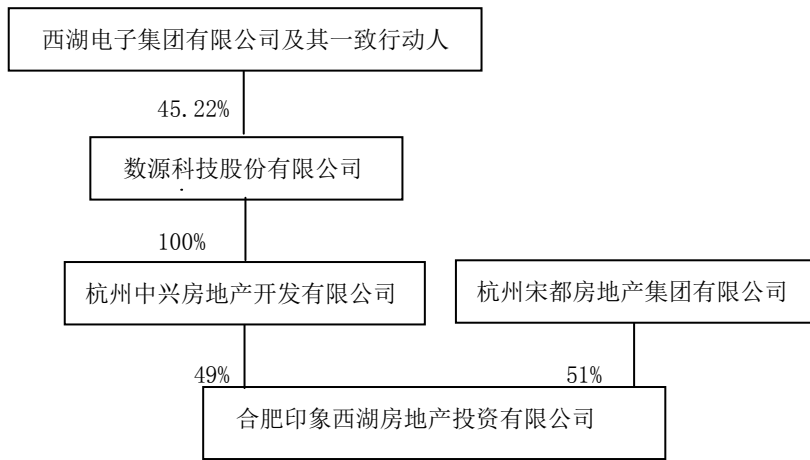 西湖电子集团有限公司及其一致行动人
45.22%
数源科技股份有限公司
100%
杭州中兴房地产开发有限公司
杭州宋都房地产集团有限公司
49%
51%
合肥印象西湖房地产投资有限公司